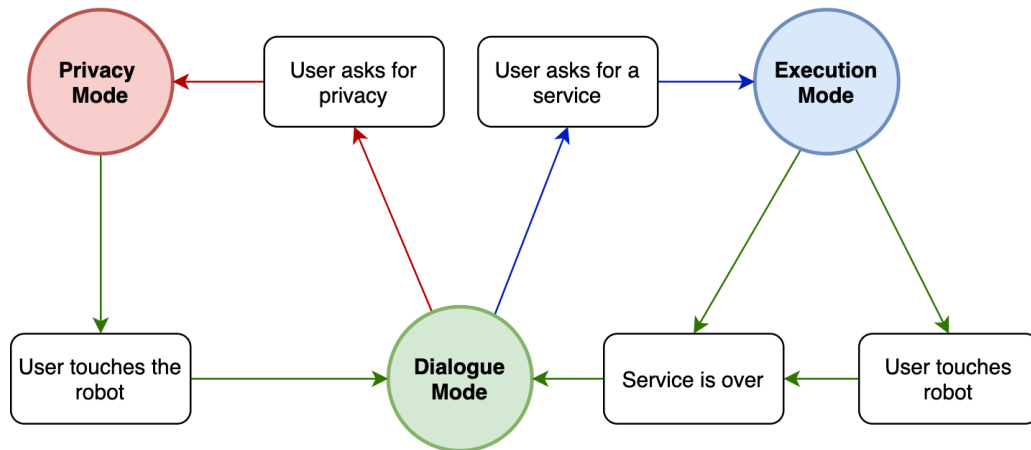 Privacy
Mode
User asks for
privacy
User asks for a
service
Execution
Mode
User touches the
robot
Dialogue
Mode
Service is over
User touches
robot